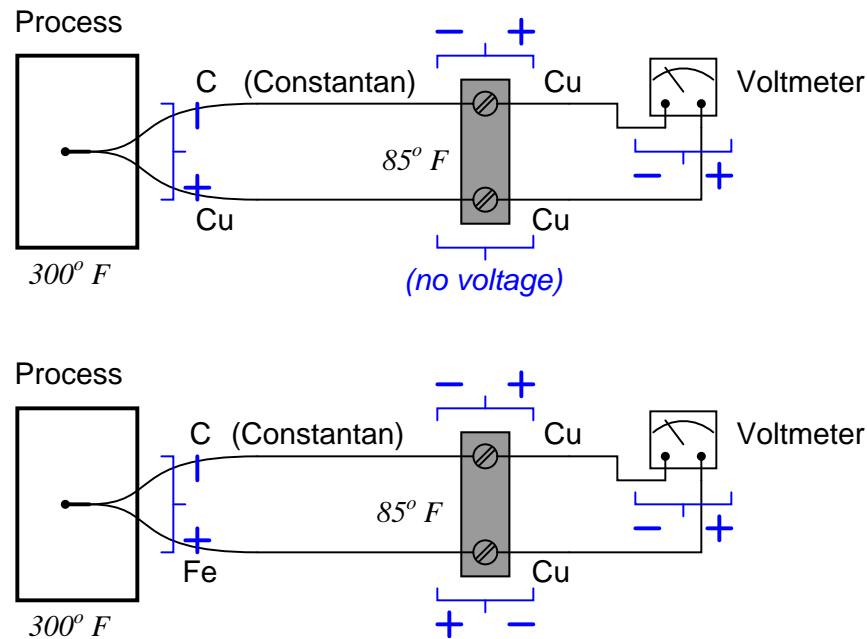 Process
C (Constantan)
− +
Cu
Voltmeter
85° F
− +
+
Cu
Cu
300° F
(no voltage)
Process
C (Constantan)
− +
Cu
Voltmeter
85° F
− +
+
Fe
Cu
300° F
+ −